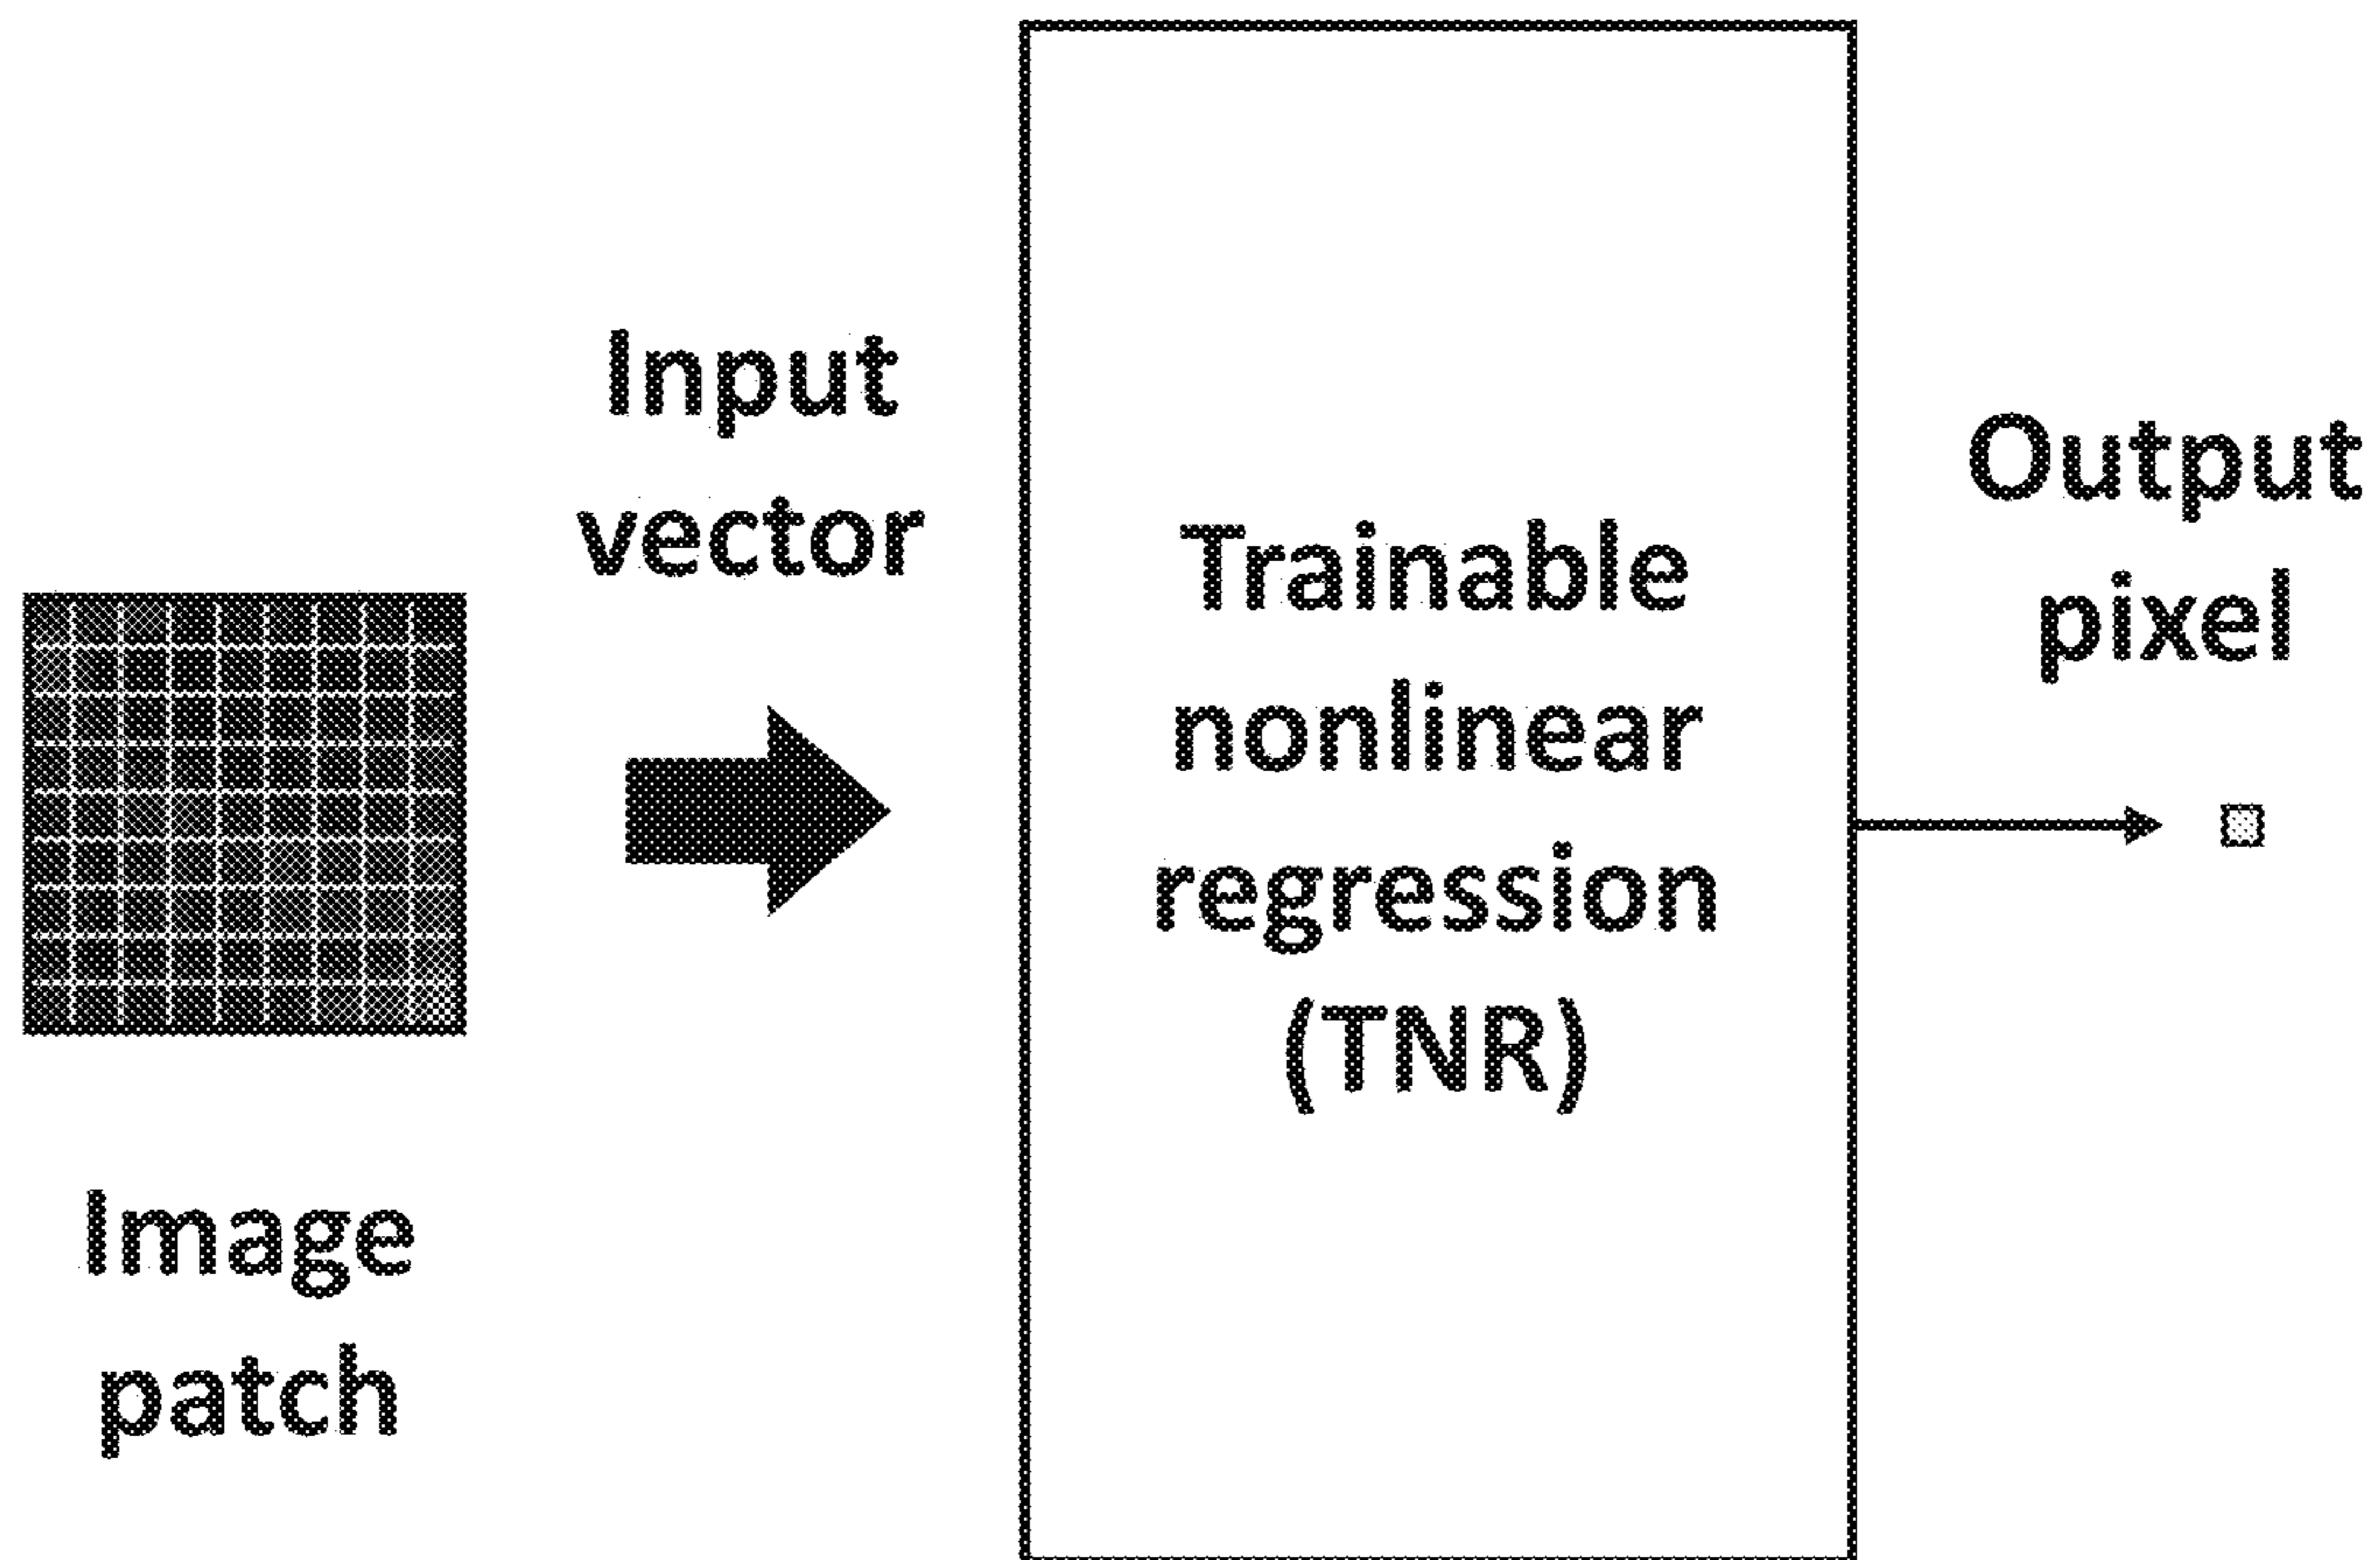 Input
vector
Image
patch
Trainable
nonlinear
regression
(TNR)
Output
pixel